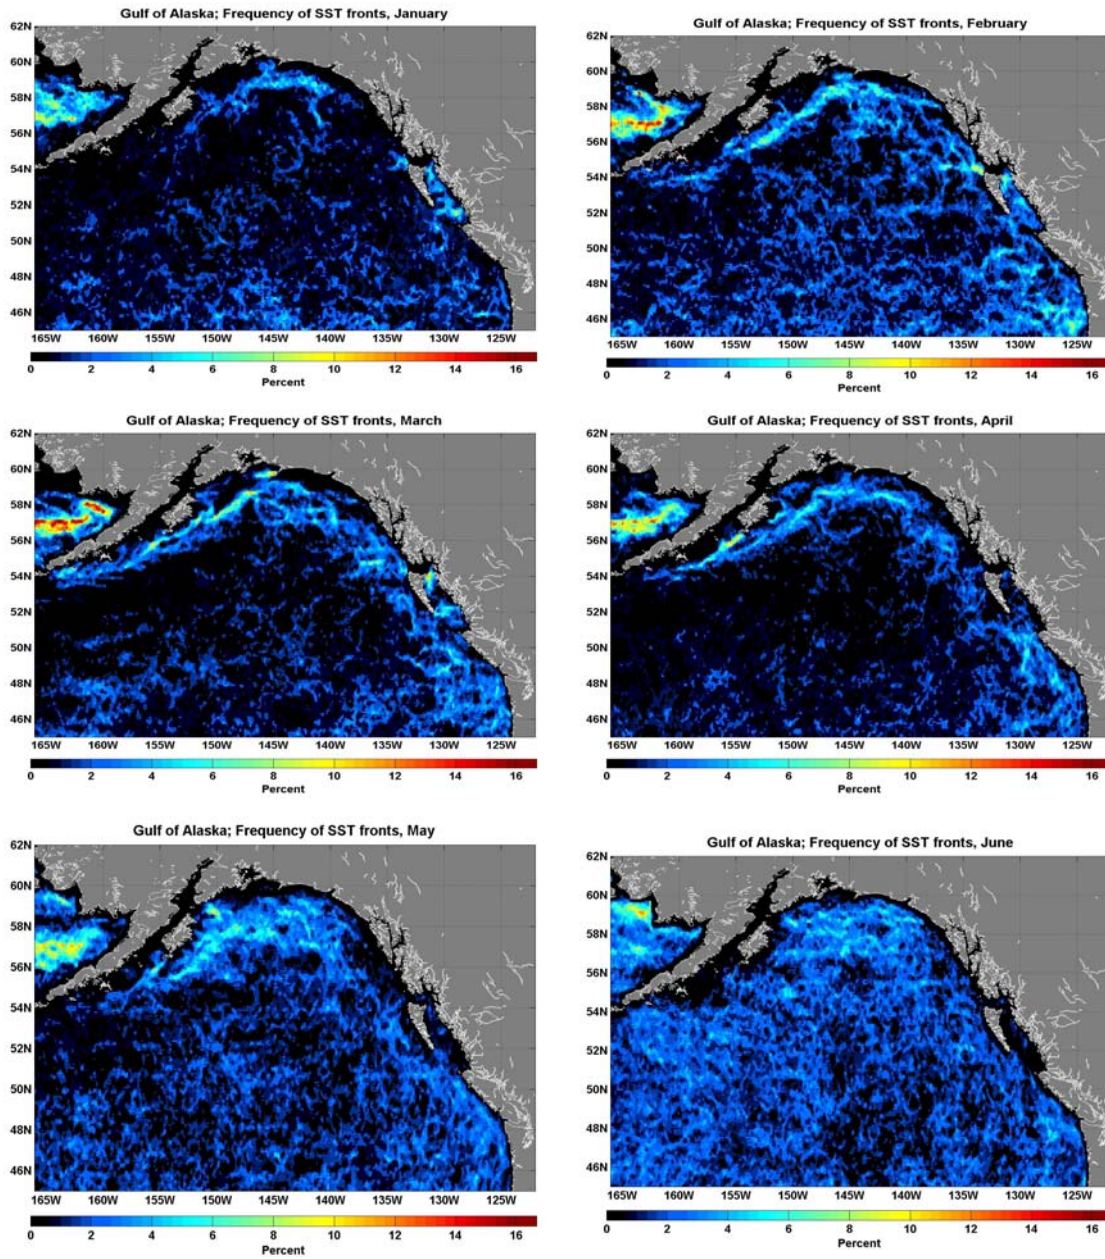 Gulf of Alaska; Frequency of SST fronts, January
62N
60N
58N
56N
54N
52N
50N
48N
46N
165W 160W 155W 150W 145W 140W 135W 130W 125W
0 2 4 6 8 10 12 14 16
Percent
Gulf of Alaska; Frequency of SST fronts, February
62N
60N
58N
56N
54N
52N
50N
48N
46N
165W 160W 155W 150W 145W 140W 135W 130W 125W
0 2 4 6 8 10 12 14 16
Percent
Gulf of Alaska; Frequency of SST fronts, March
62N
60N
58N
56N
54N
52N
50N
48N
46N
165W 160W 155W 150W 145W 140W 135W 130W 125W
0 2 4 6 8 10 12 14 16
Percent
Gulf of Alaska; Frequency of SST fronts, April
62N
60N
58N
56N
54N
52N
50N
48N
46N
165W 160W 155W 150W 145W 140W 135W 130W 125W
0 2 4 6 8 10 12 14 16
Percent
Gulf of Alaska; Frequency of SST fronts, May
62N
60N
58N
56N
54N
52N
50N
48N
46N
165W 160W 155W 150W 145W 140W 135W 130W 125W
0 2 4 6 8 10 12 14 16
Percent
Gulf of Alaska; Frequency of SST fronts, June
62N
60N
58N
56N
54N
52N
50N
48N
46N
165W 160W 155W 150W 145W 140W 135W 130W 125W
0 2 4 6 8 10 12 14 16
Percent